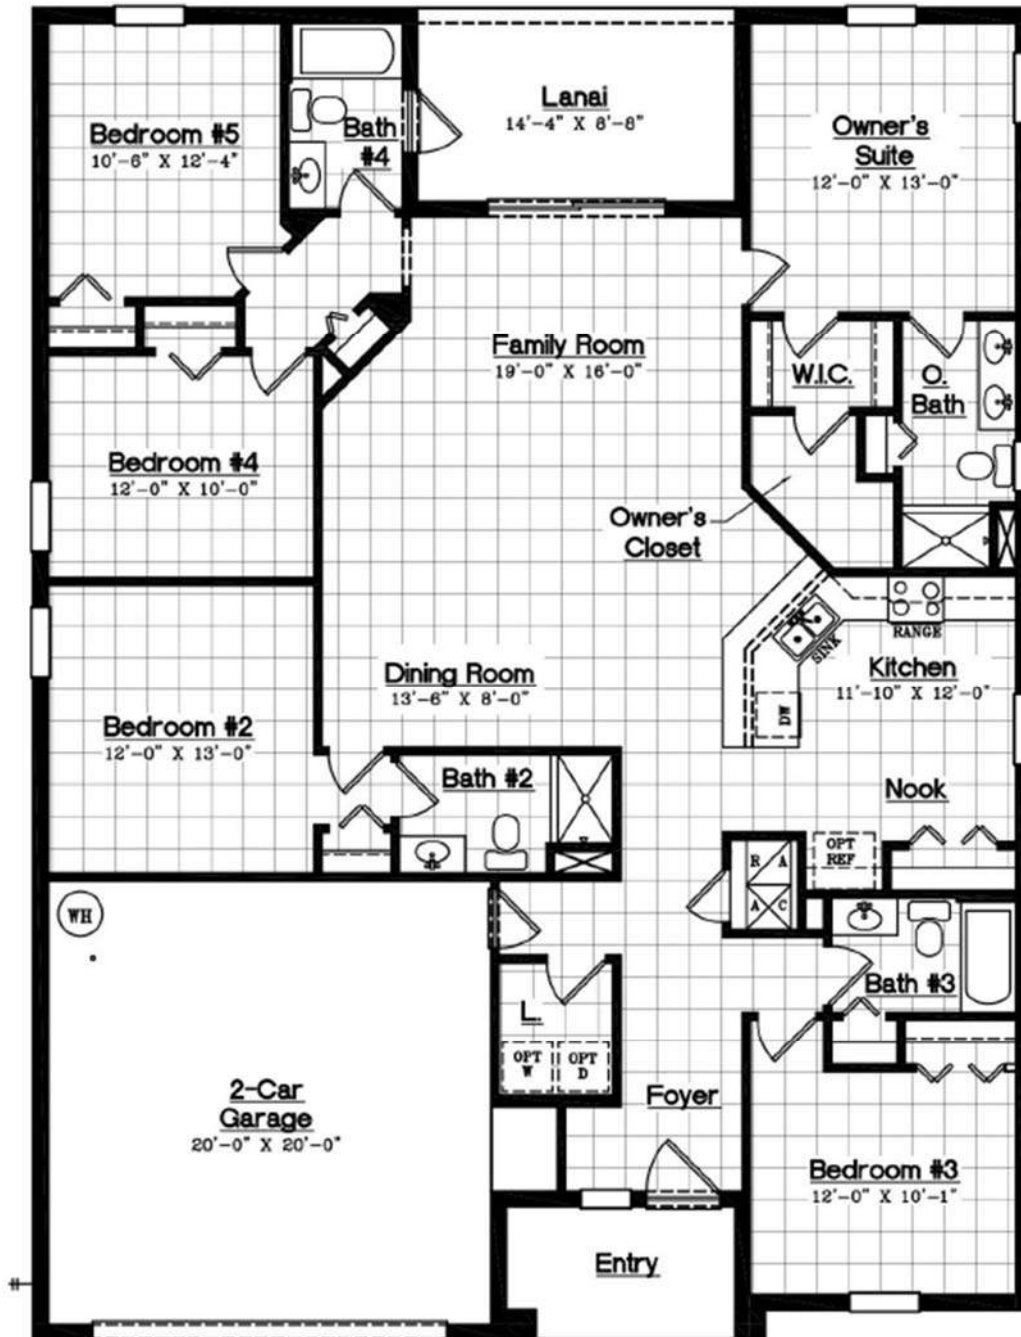 Bedroom #5
10'-6" X 12'-4"
Bath
#4
Lanai
14'-4" X 8'-8"
Owner's
Suite
12'-0" X 13'-0"
Family Room
19'-0" X 16'-0"
W.I.C.
O.
Bath
Bedroom #4
12'-0" X 10'-0"
Owner's
Closet
RANGE
SINK
Kitchen
11'-10" X 12'-0"
DW
Dining Room
13'-6" X 8'-0"
Bedroom #2
12'-0" X 13'-0"
Bath #2
Nook
OPT
REF
R A
A C
WH
Bath #3
L.
OPT
W
OPT
D
Foyer
2-Car
Garage
20'-0" X 20'-0"
Bedroom #3
12'-0" X 10'-1"
Entry